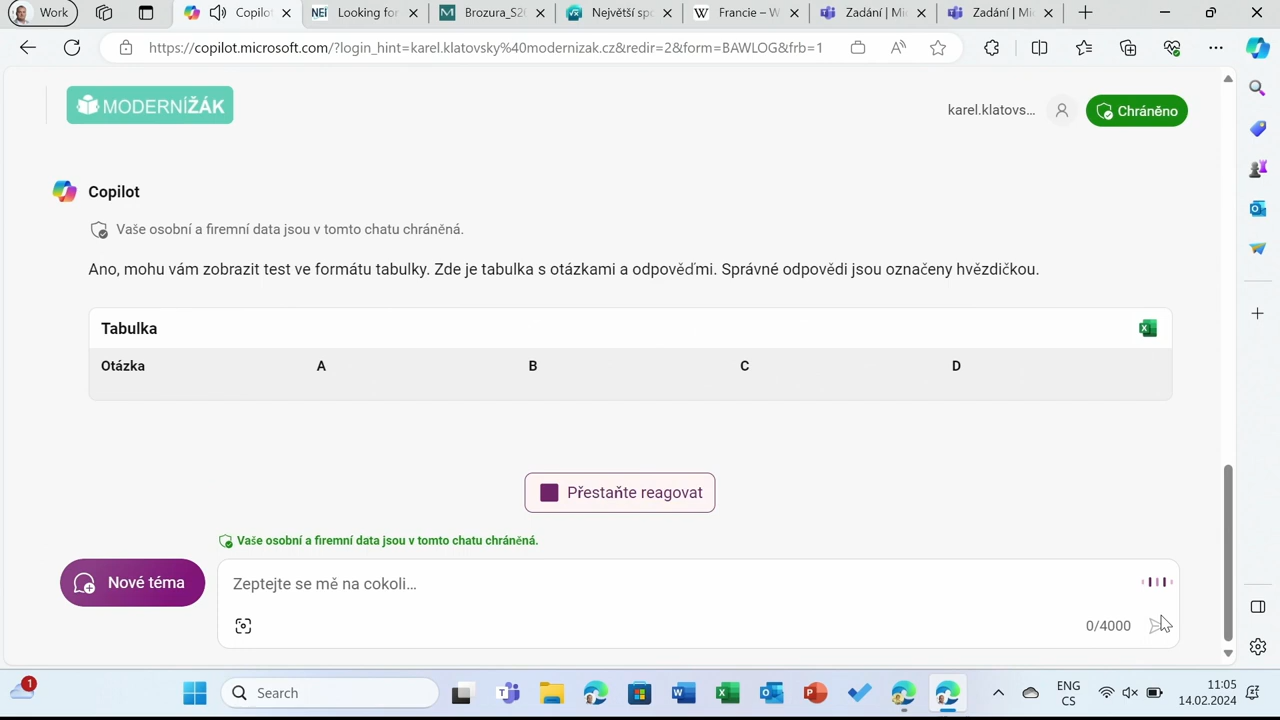 Work
Copil
Looking for
Brozura_S20
Největší sp
Francie – W
Zadání | Mi
Zadání | Mi
https://copilot.microsoft.com/?login_hint=karel.klatovsky%40modernizak.cz&redir=2&form=BAWLOG&frb=1
MODERNÍŽÁK
karel.klatovs...
Chráněno
Copilot
Vaše osobní a firemní data jsou v tomto chatu chráněná.
Ano, mohu vám zobrazit test ve formátu tabulky. Zde je tabulka s otázkami a odpověďmi. Správné odpovědi jsou označeny hvězdičkou.
Tabulka
Otázka A B C D
Přestaňte reagovat
Vaše osobní a firemní data jsou v tomto chatu chráněná.
Nové téma
Zeptejte se mě na cokoli...
0/4000
1
Search
ENG
CS
11:05
14.02.2024